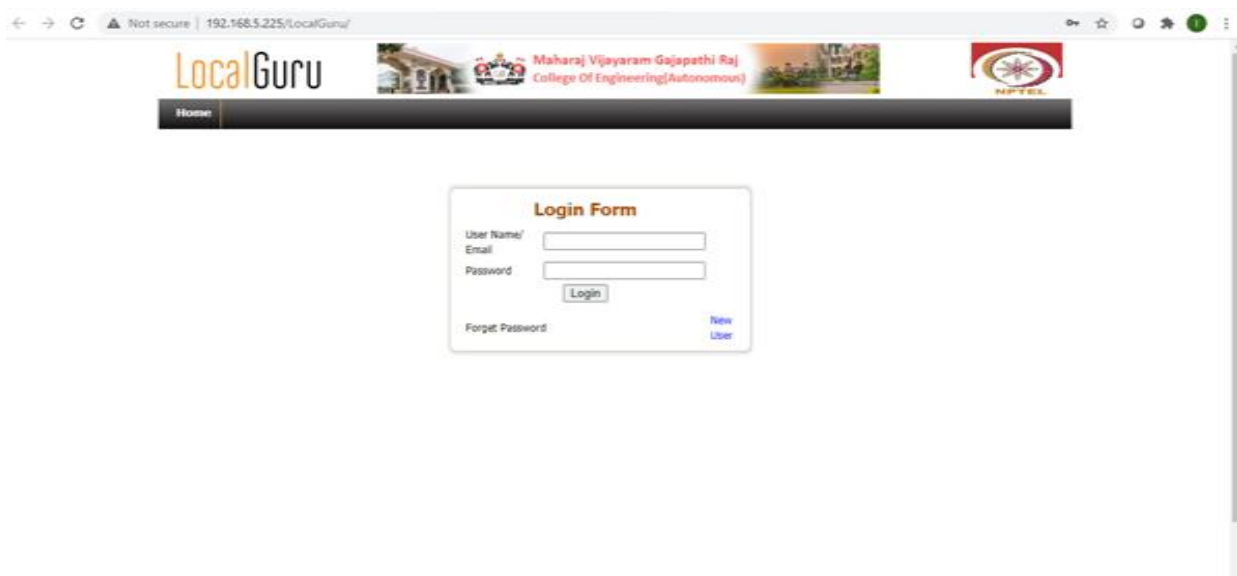 Not secure | 192.168.5.225/LocalGuru/
LocalGuru
Maharaj Vijayaram Gajapathi Raj
College Of Engineering(Autonomous)
NPTEL
Home
Login Form
User Name/
Email
Password
Login
Forget Password
New
User